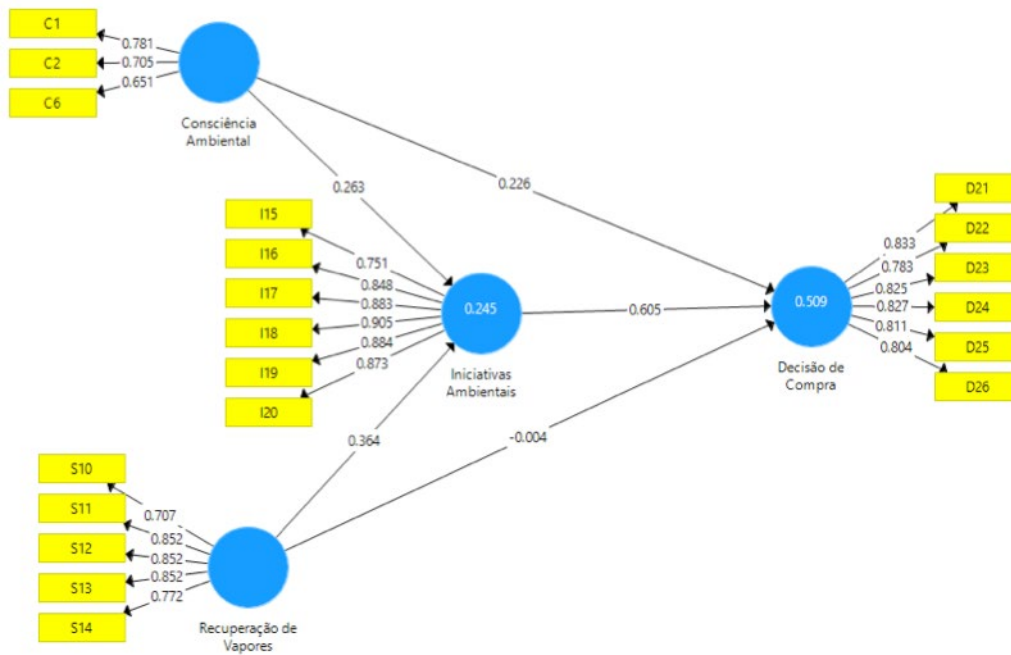 C1
C2
C6
0.781
0.705
0.651
Consciência
Ambiental
0.263
0.226
I15
I16
I17
I18
I19
I20
0.751
0.848
0.883
0.905
0.884
0.873
0.245
Iniciativas
Ambientais
0.605
0.509
Decisão de
Compra
D21
D22
D23
D24
D25
D26
0.833
0.783
0.825
0.827
0.811
0.804
0.364
-0.004
S10
S11
S12
S13
S14
0.707
0.852
0.852
0.852
0.772
Recuperação de
Vapores